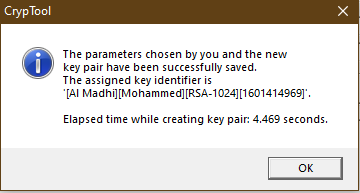 CrypTool
The parameters chosen by you and the new
key pair have been successfully saved.
The assigned key identifier is
'[Al Madhi][Mohammed][RSA-1024][1601414969]'.
Elapsed time while creating key pair: 4.469 seconds.
OK